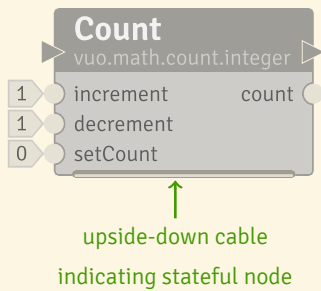 Count
vuo.math.count.integer
1 increment count
1 decrement
0 setCount
upside-down cable
indicating stateful node